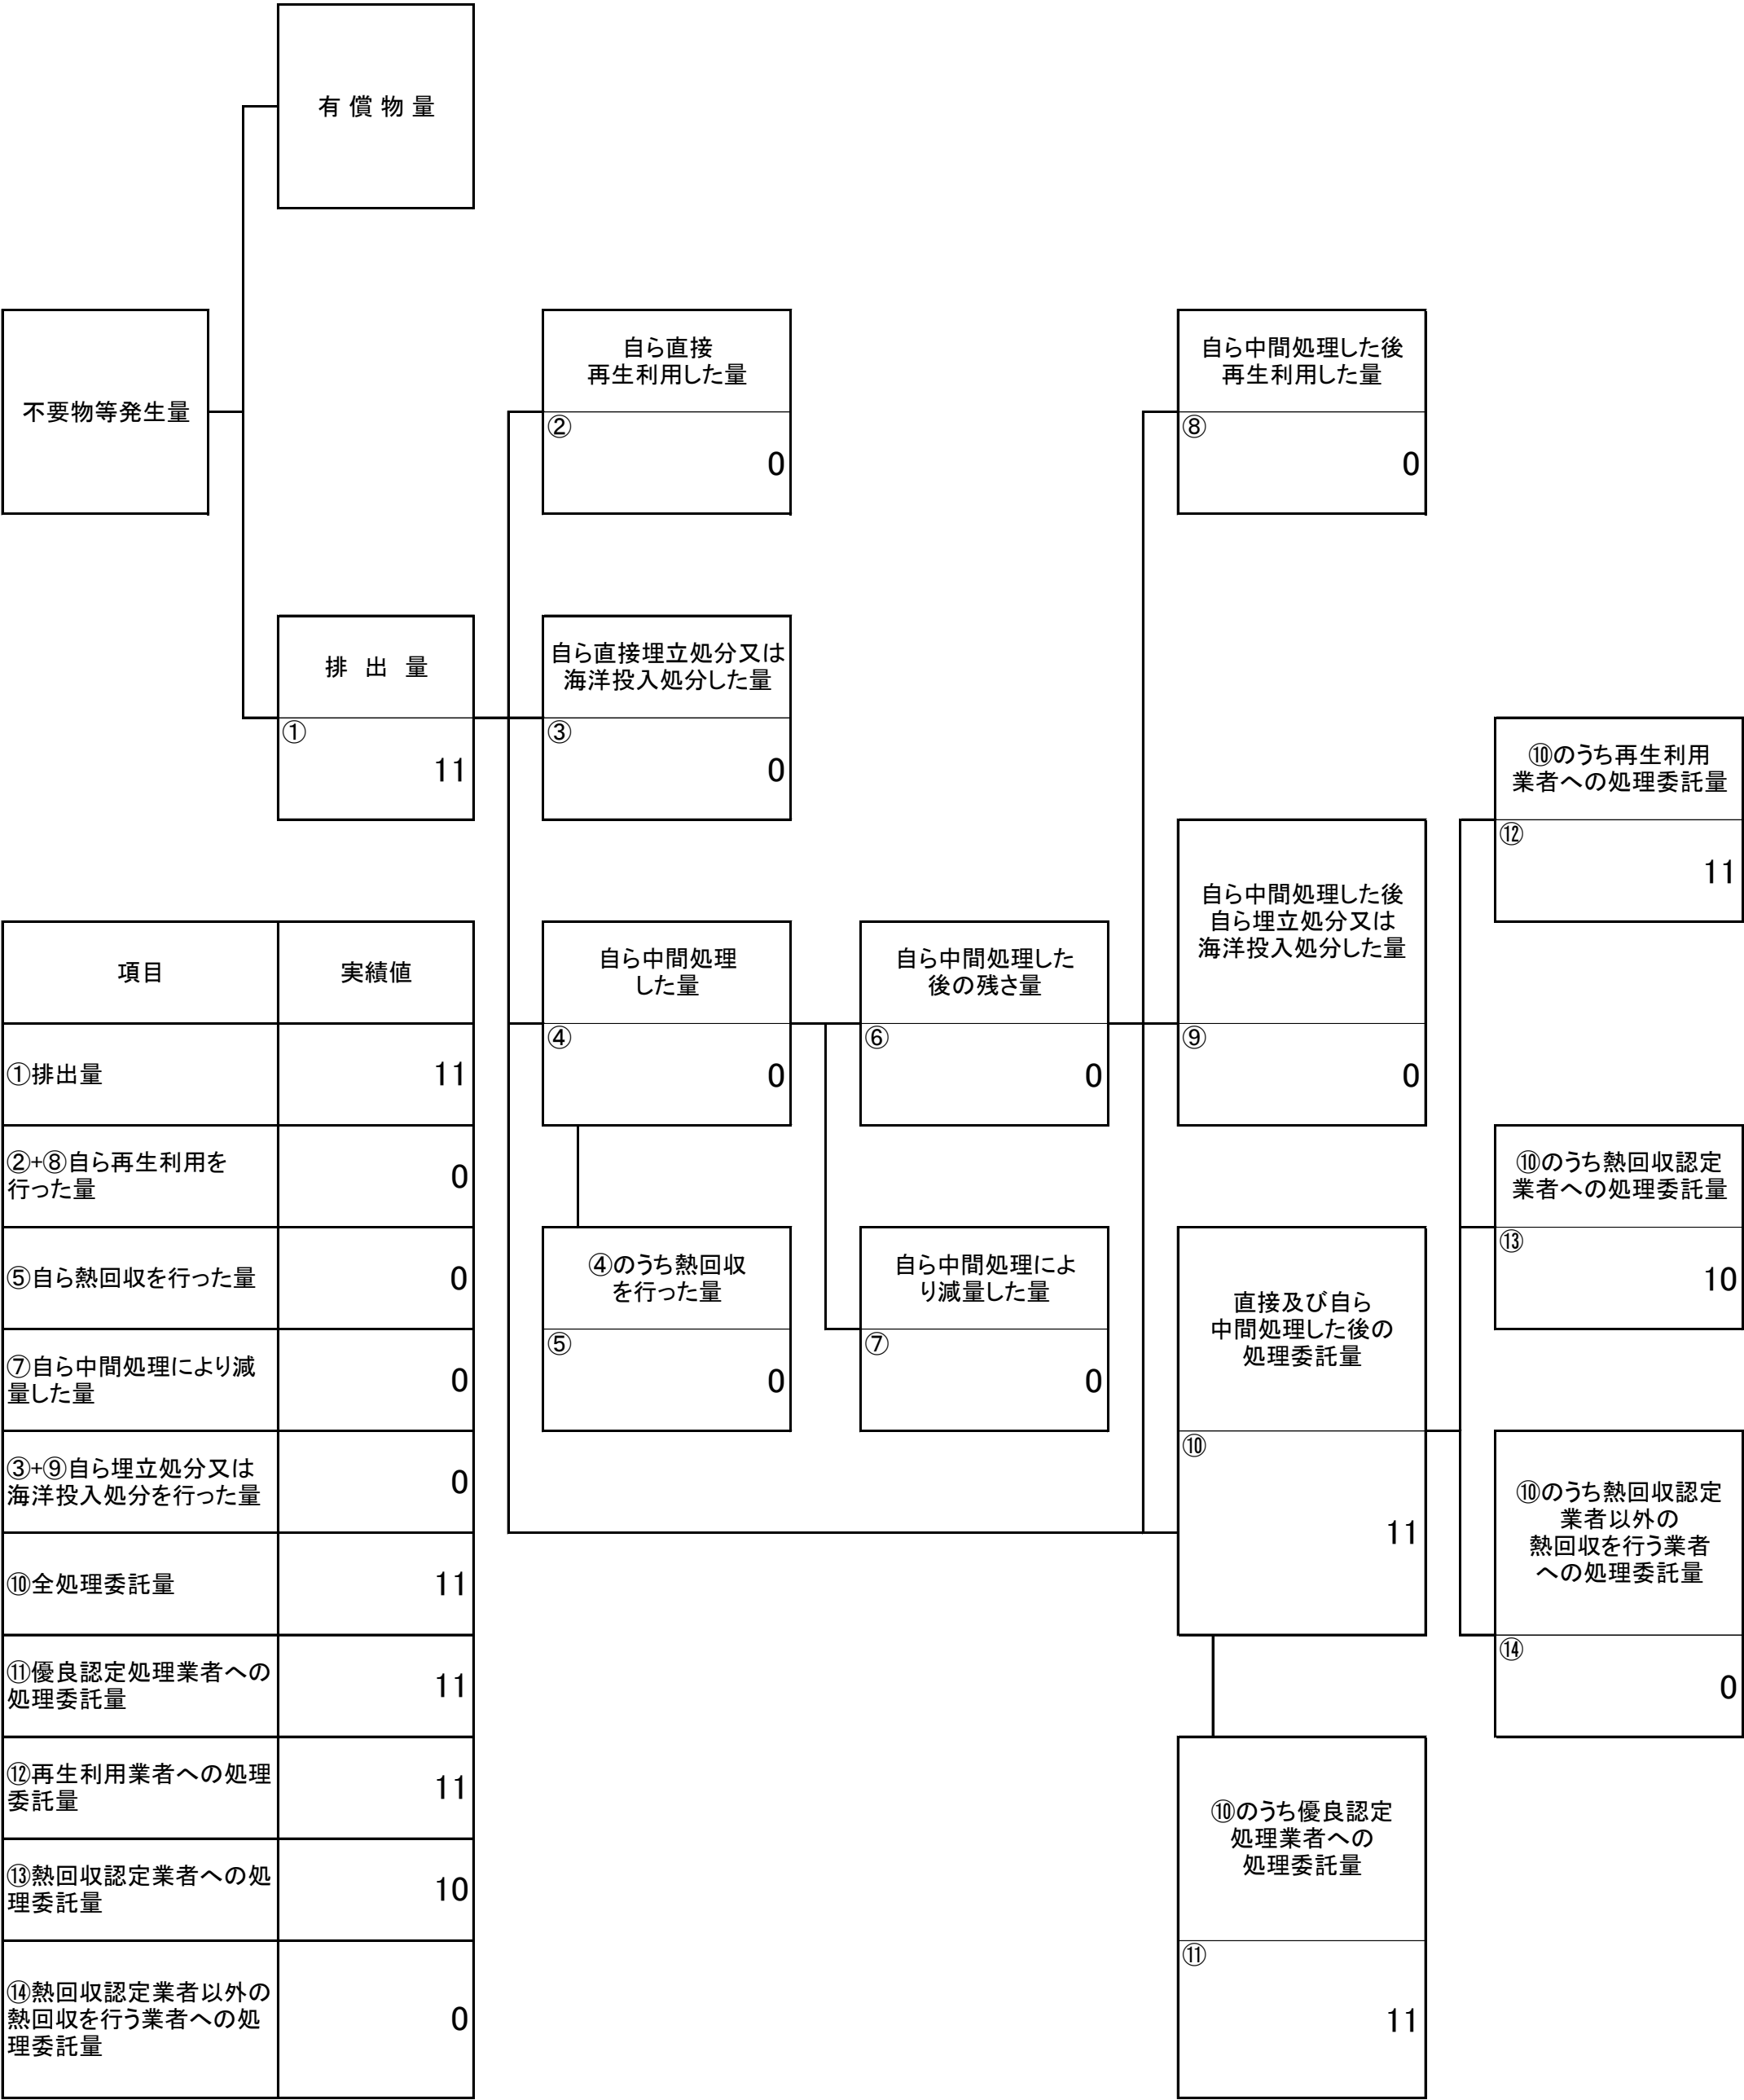 有 償 物 量
不要物等発生量
自ら直接
再生利用した量
②
0
自ら中間処理した後
再生利用した量
⑧
0
排 出 量
①
11
自ら直接埋立処分又は
海洋投入処分した量
③
0
⑩のうち再生利用
業者への処理委託量
⑫
11
自ら中間処理した後
自ら埋立処分又は
海洋投入処分した量
⑨
0
自ら中間処理
した量
④
0
自ら中間処理した
後の残さ量
⑥
0
⑩のうち熱回収認定
業者への処理委託量
⑬
10
④のうち熱回収
を行った量
⑤
0
自ら中間処理によ
り減量した量
⑦
0
直接及び自ら
中間処理した後の
処理委託量
⑩
11
⑩のうち熱回収認定
業者以外の
熱回収を行う業者
への処理委託量
⑭
0
⑩のうち優良認定
処理業者への
処理委託量
⑪
11
項目 実績値
①排出量 11
②+⑧自ら再生利用を
行った量
0
⑤自ら熱回収を行った量 0
⑦自ら中間処理により減
量した量
0
③+⑨自ら埋立処分又は
海洋投入処分を行った量
0
⑩全処理委託量 11
⑪優良認定処理業者への
処理委託量
11
⑫再生利用業者への処理
委託量
11
⑬熱回収認定業者への処
理委託量
10
⑭熱回収認定業者以外の
熱回収を行う業者への処
理委託量
0